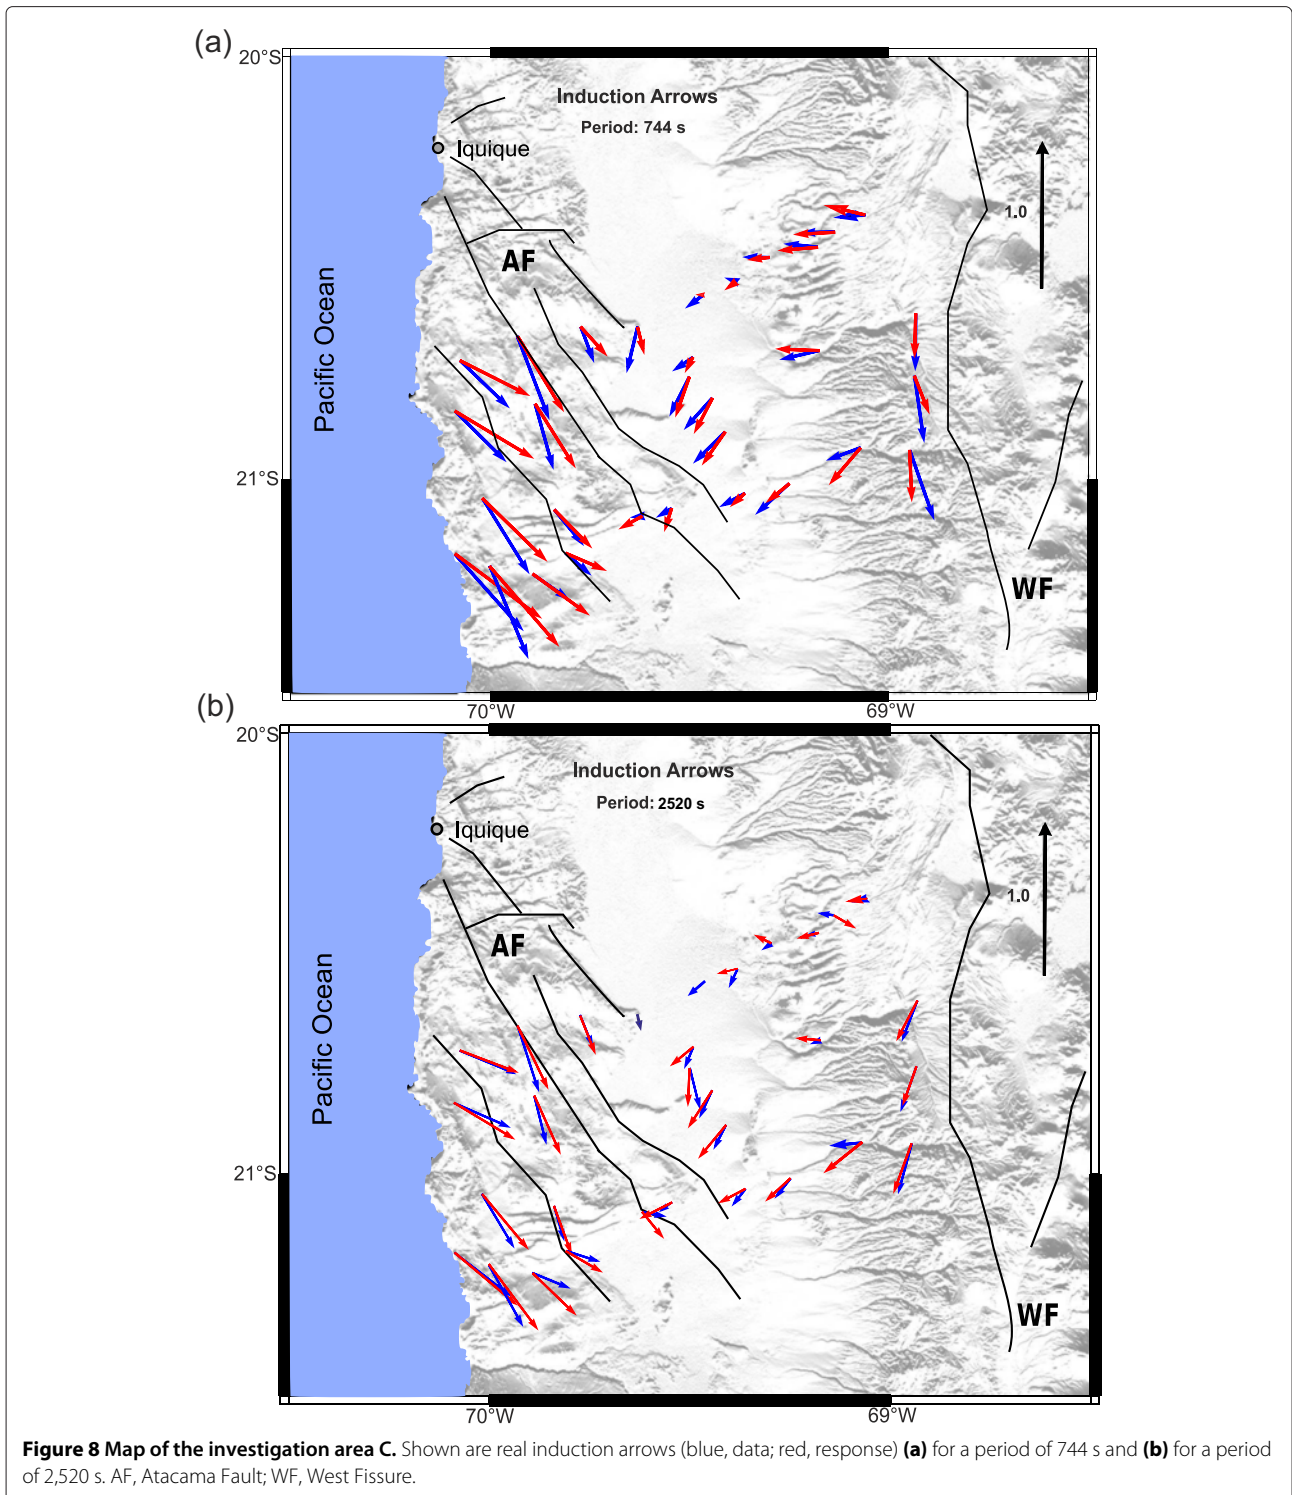 (a)
20°S
Induction Arrows
Period: 744 s
Iquique
1.0
AF
Pacific Ocean
21°S
WF
70°W
69°W
(b)
20°S
Induction Arrows
Period: 2520 s
Iquique
1.0
AF
Pacific Ocean
21°S
WF
70°W
69°W
Figure 8 Map of the investigation area C. Shown are real induction arrows (blue, data; red, response) (a) for a period of 744 s and (b) for a period
of 2,520 s. AF, Atacama Fault; WF, West Fissure.